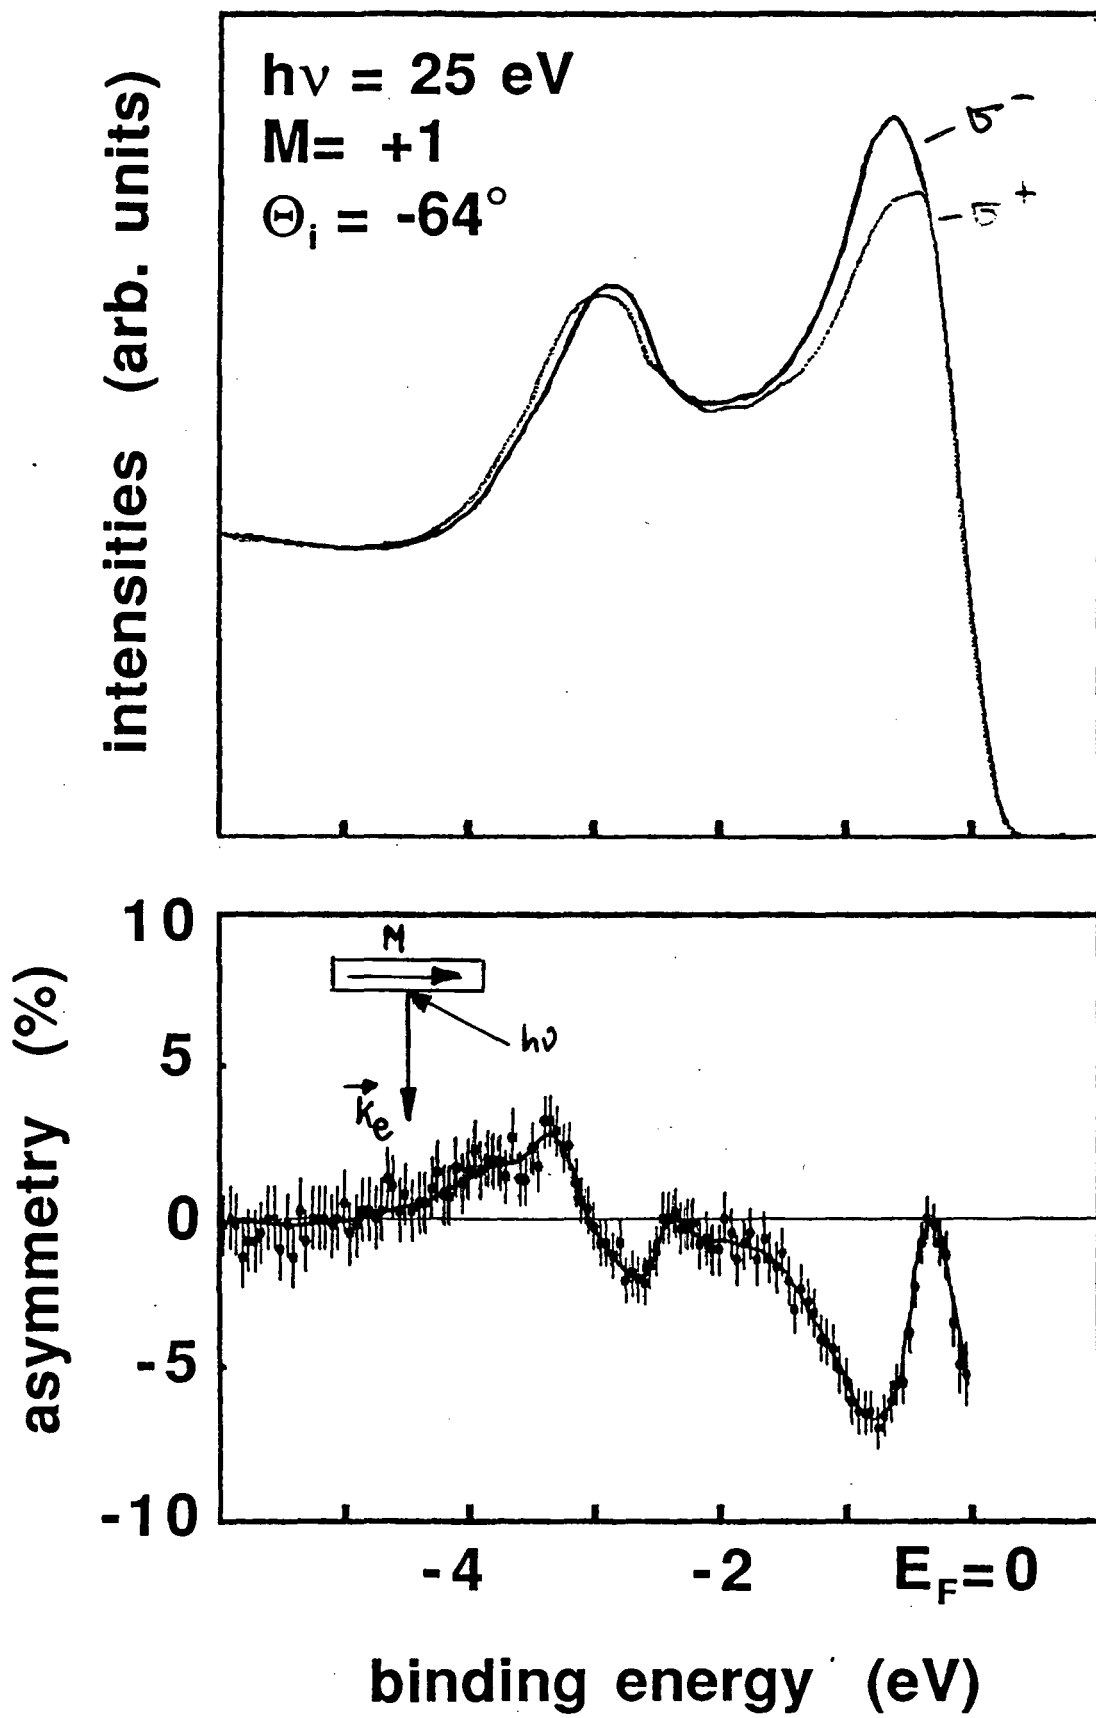 hν = 25 eV
M= +1
Θi = -64°
σ-
σ+
intensities (arb. units)
10
5
0
-5
-10
asymmetry (%)
M
hν
ke
-4
-2
EF=0
binding energy (eV)